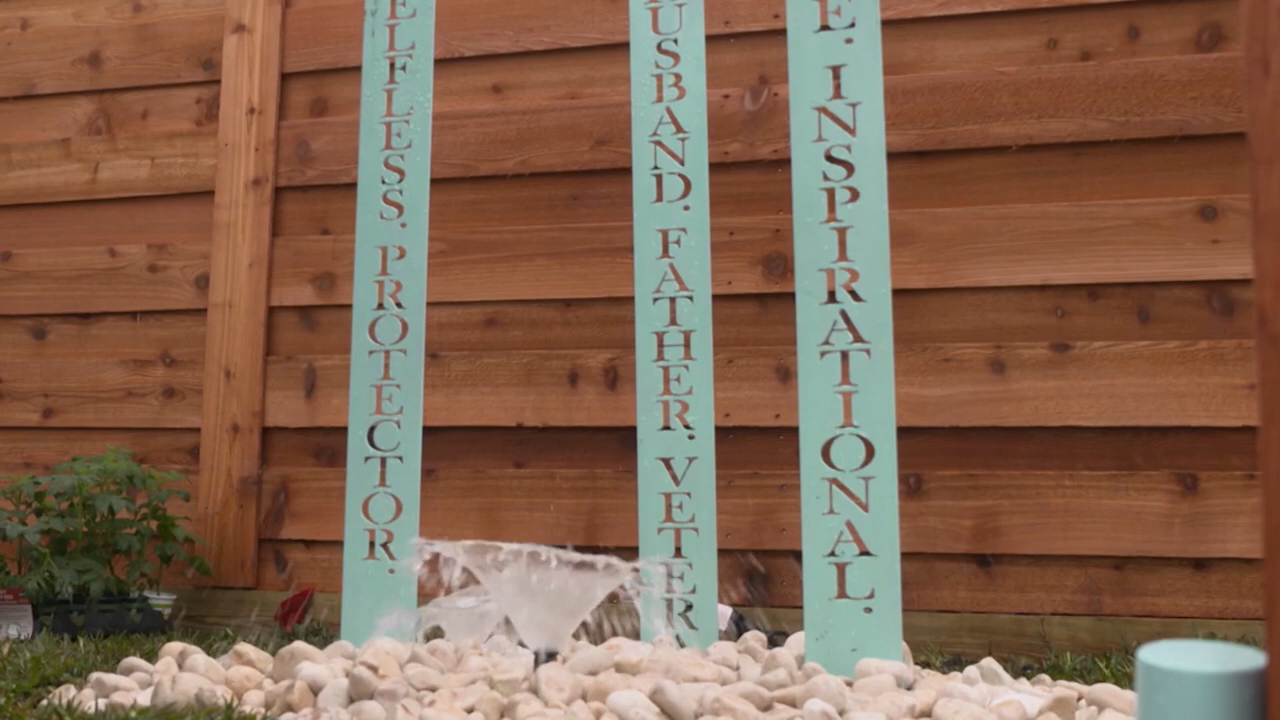 ELFLESS. PROTECTOR.
USBAND. FATHER. VETER
E. INSPIRATIONAL.